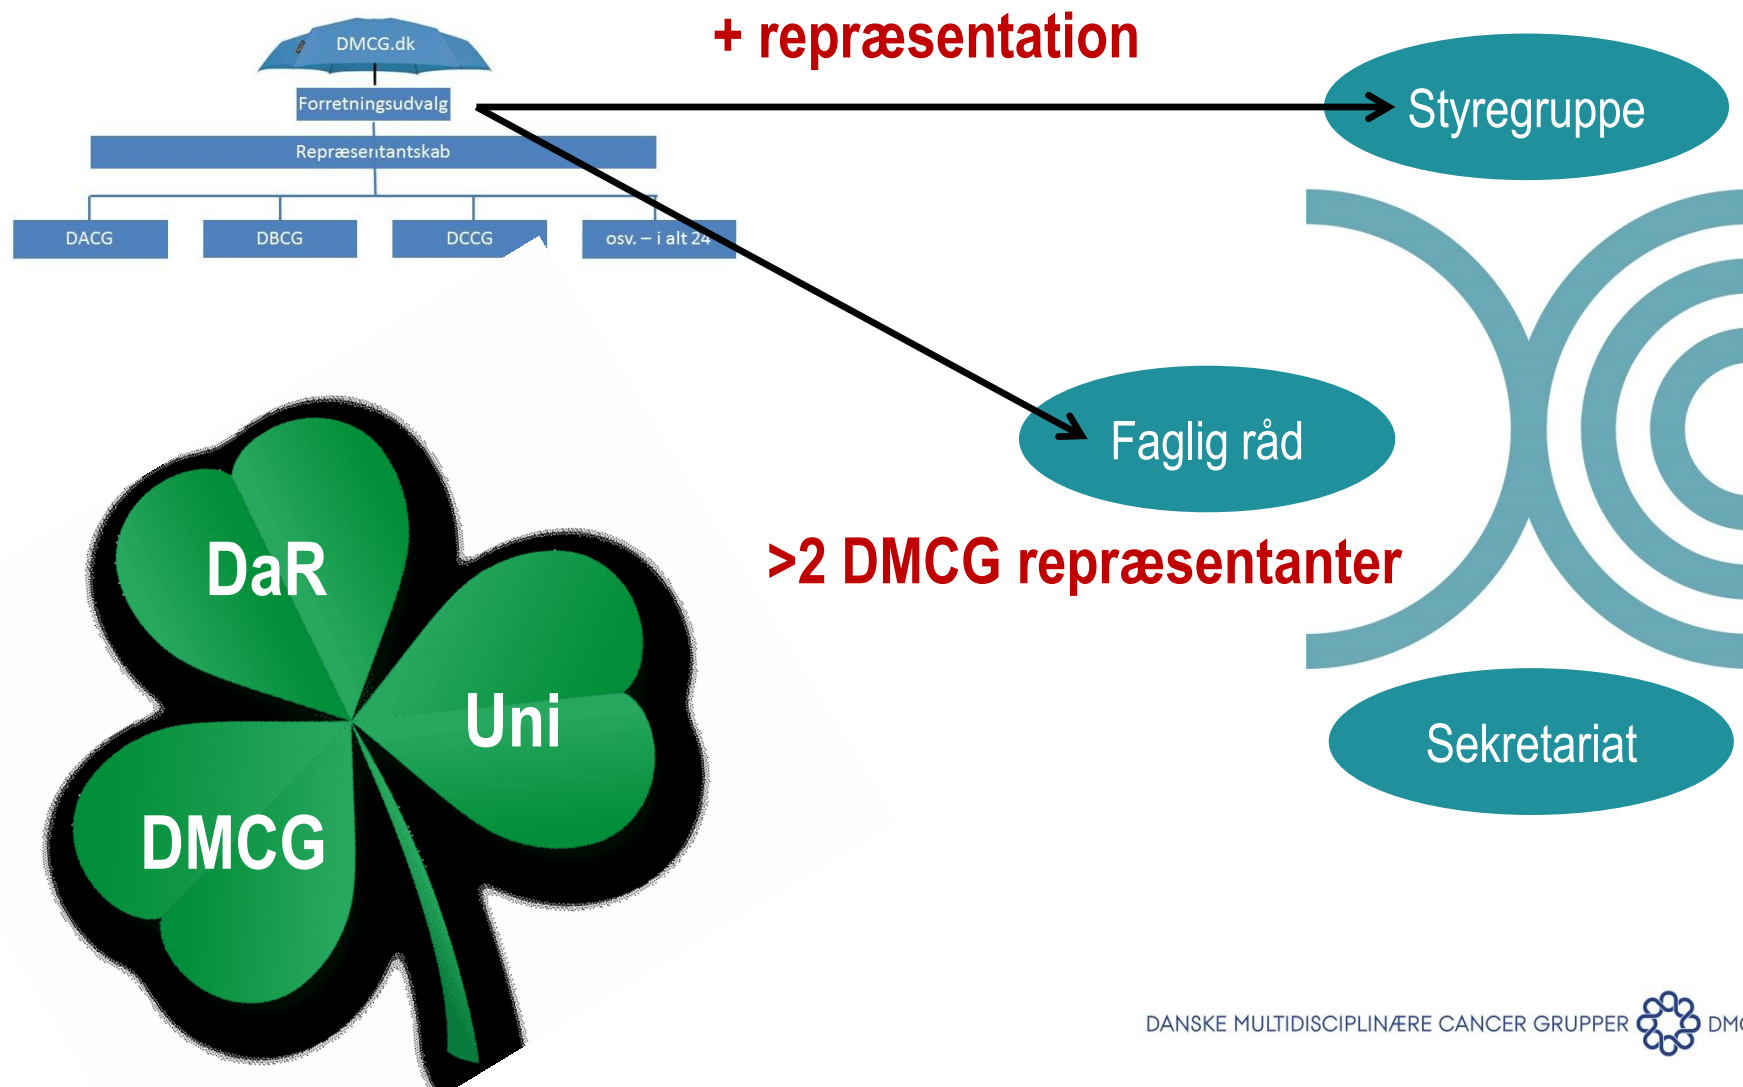 DMCG.dk
Forretningsudvalg
Repræsentantskab
DACG
DBCG
DCCG
osv. – i alt 24
+ repræsentation
Styregruppe
Faglig råd
>2 DMCG repræsentanter
Sekretariat
DaR
Uni
DMCG
DANSKE MULTIDISCIPLINÆRE CANCER GRUPPER